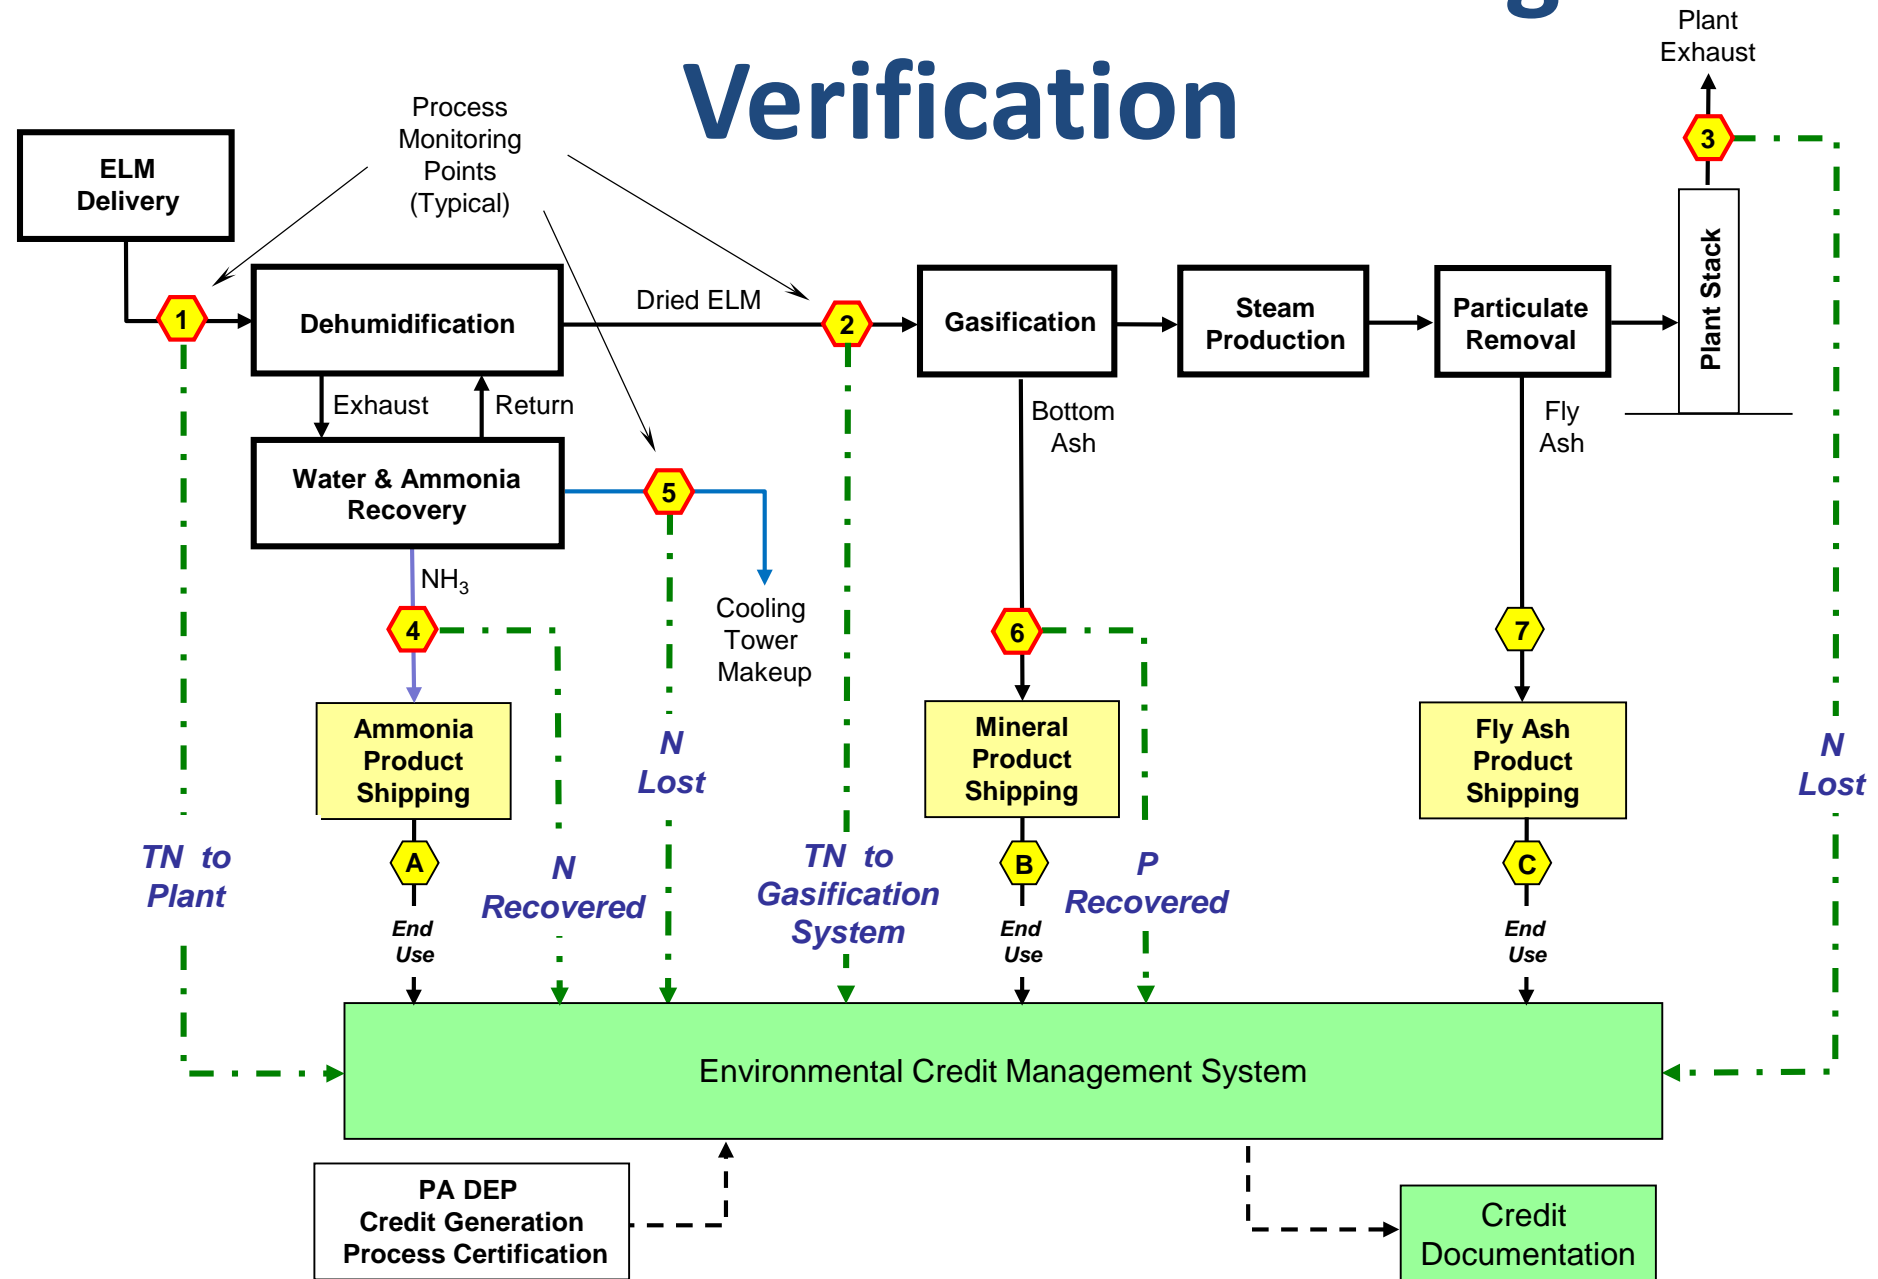 Verification
Plant
Exhaust
Process
Monitoring
Points
(Typical)
3
ELM
Delivery
Plant Stack
1
Dehumidification
Dried ELM
2
Gasification
Steam
Production
Particulate
Removal
Exhaust
Return
Bottom
Ash
Fly
Ash
Water & Ammonia
Recovery
5
NH3
Cooling
Tower
Makeup
4
6
7
Ammonia
Product
Shipping
N
Lost
Mineral
Product
Shipping
Fly Ash
Product
Shipping
N
Lost
TN to
Plant
A
N
Recovered
TN to
Gasification
System
B
P
Recovered
C
End
Use
End
Use
End
Use
Environmental Credit Management System
PA DEP
Credit Generation
Process Certification
Credit
Documentation